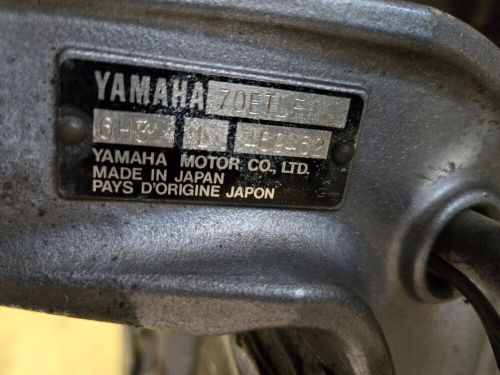 YAMAHA 70ETLF
6H3 L
YAMAHA MOTOR CO., LTD.
MADE IN JAPAN
PAYS D'ORIGINE JAPON